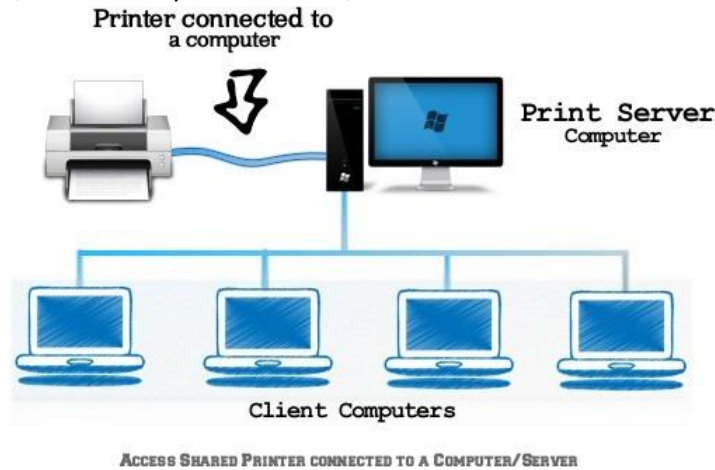 Printer connected to
a computer
Print Server
Computer
Client Computers
ACCESS SHARED PRINTER CONNECTED TO A COMPUTER/SERVER